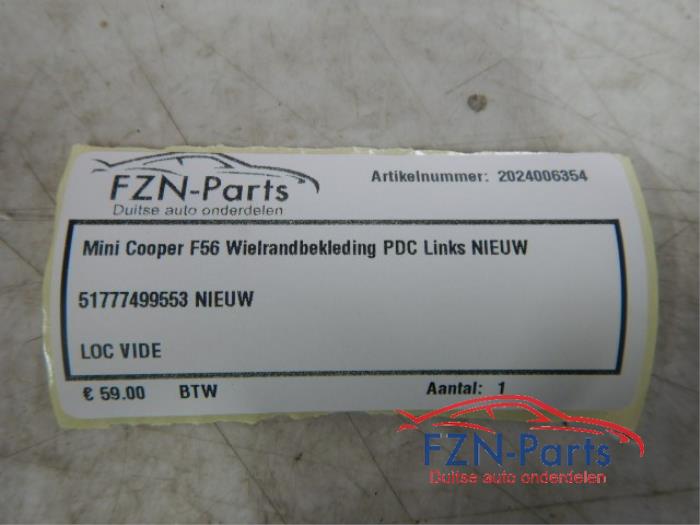 FZN-Parts
Duitse auto onderdelen
Artikelnummer: 2024006354
Mini Cooper F56 Wielrandbekleding PDC Links NIEUW
51777499553 NIEUW
LOC VIDE
€ 59.00 BTW Aantal: 1
FZN-Parts
Duitse auto onderdelen